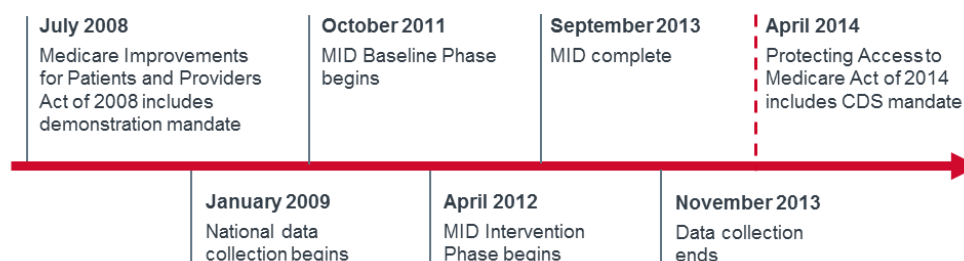 July 2008
Medicare Improvements
for Patients and Providers
Act of 2008 includes
demonstration mandate
October 2011
MID Baseline Phase
begins
September 2013
MID complete
April 2014
Protecting Access to
Medicare Act of 2014
includes CDS mandate
January 2009
National data
collection begins
April 2012
MID Intervention
Phase begins
November 2013
Data collection
ends